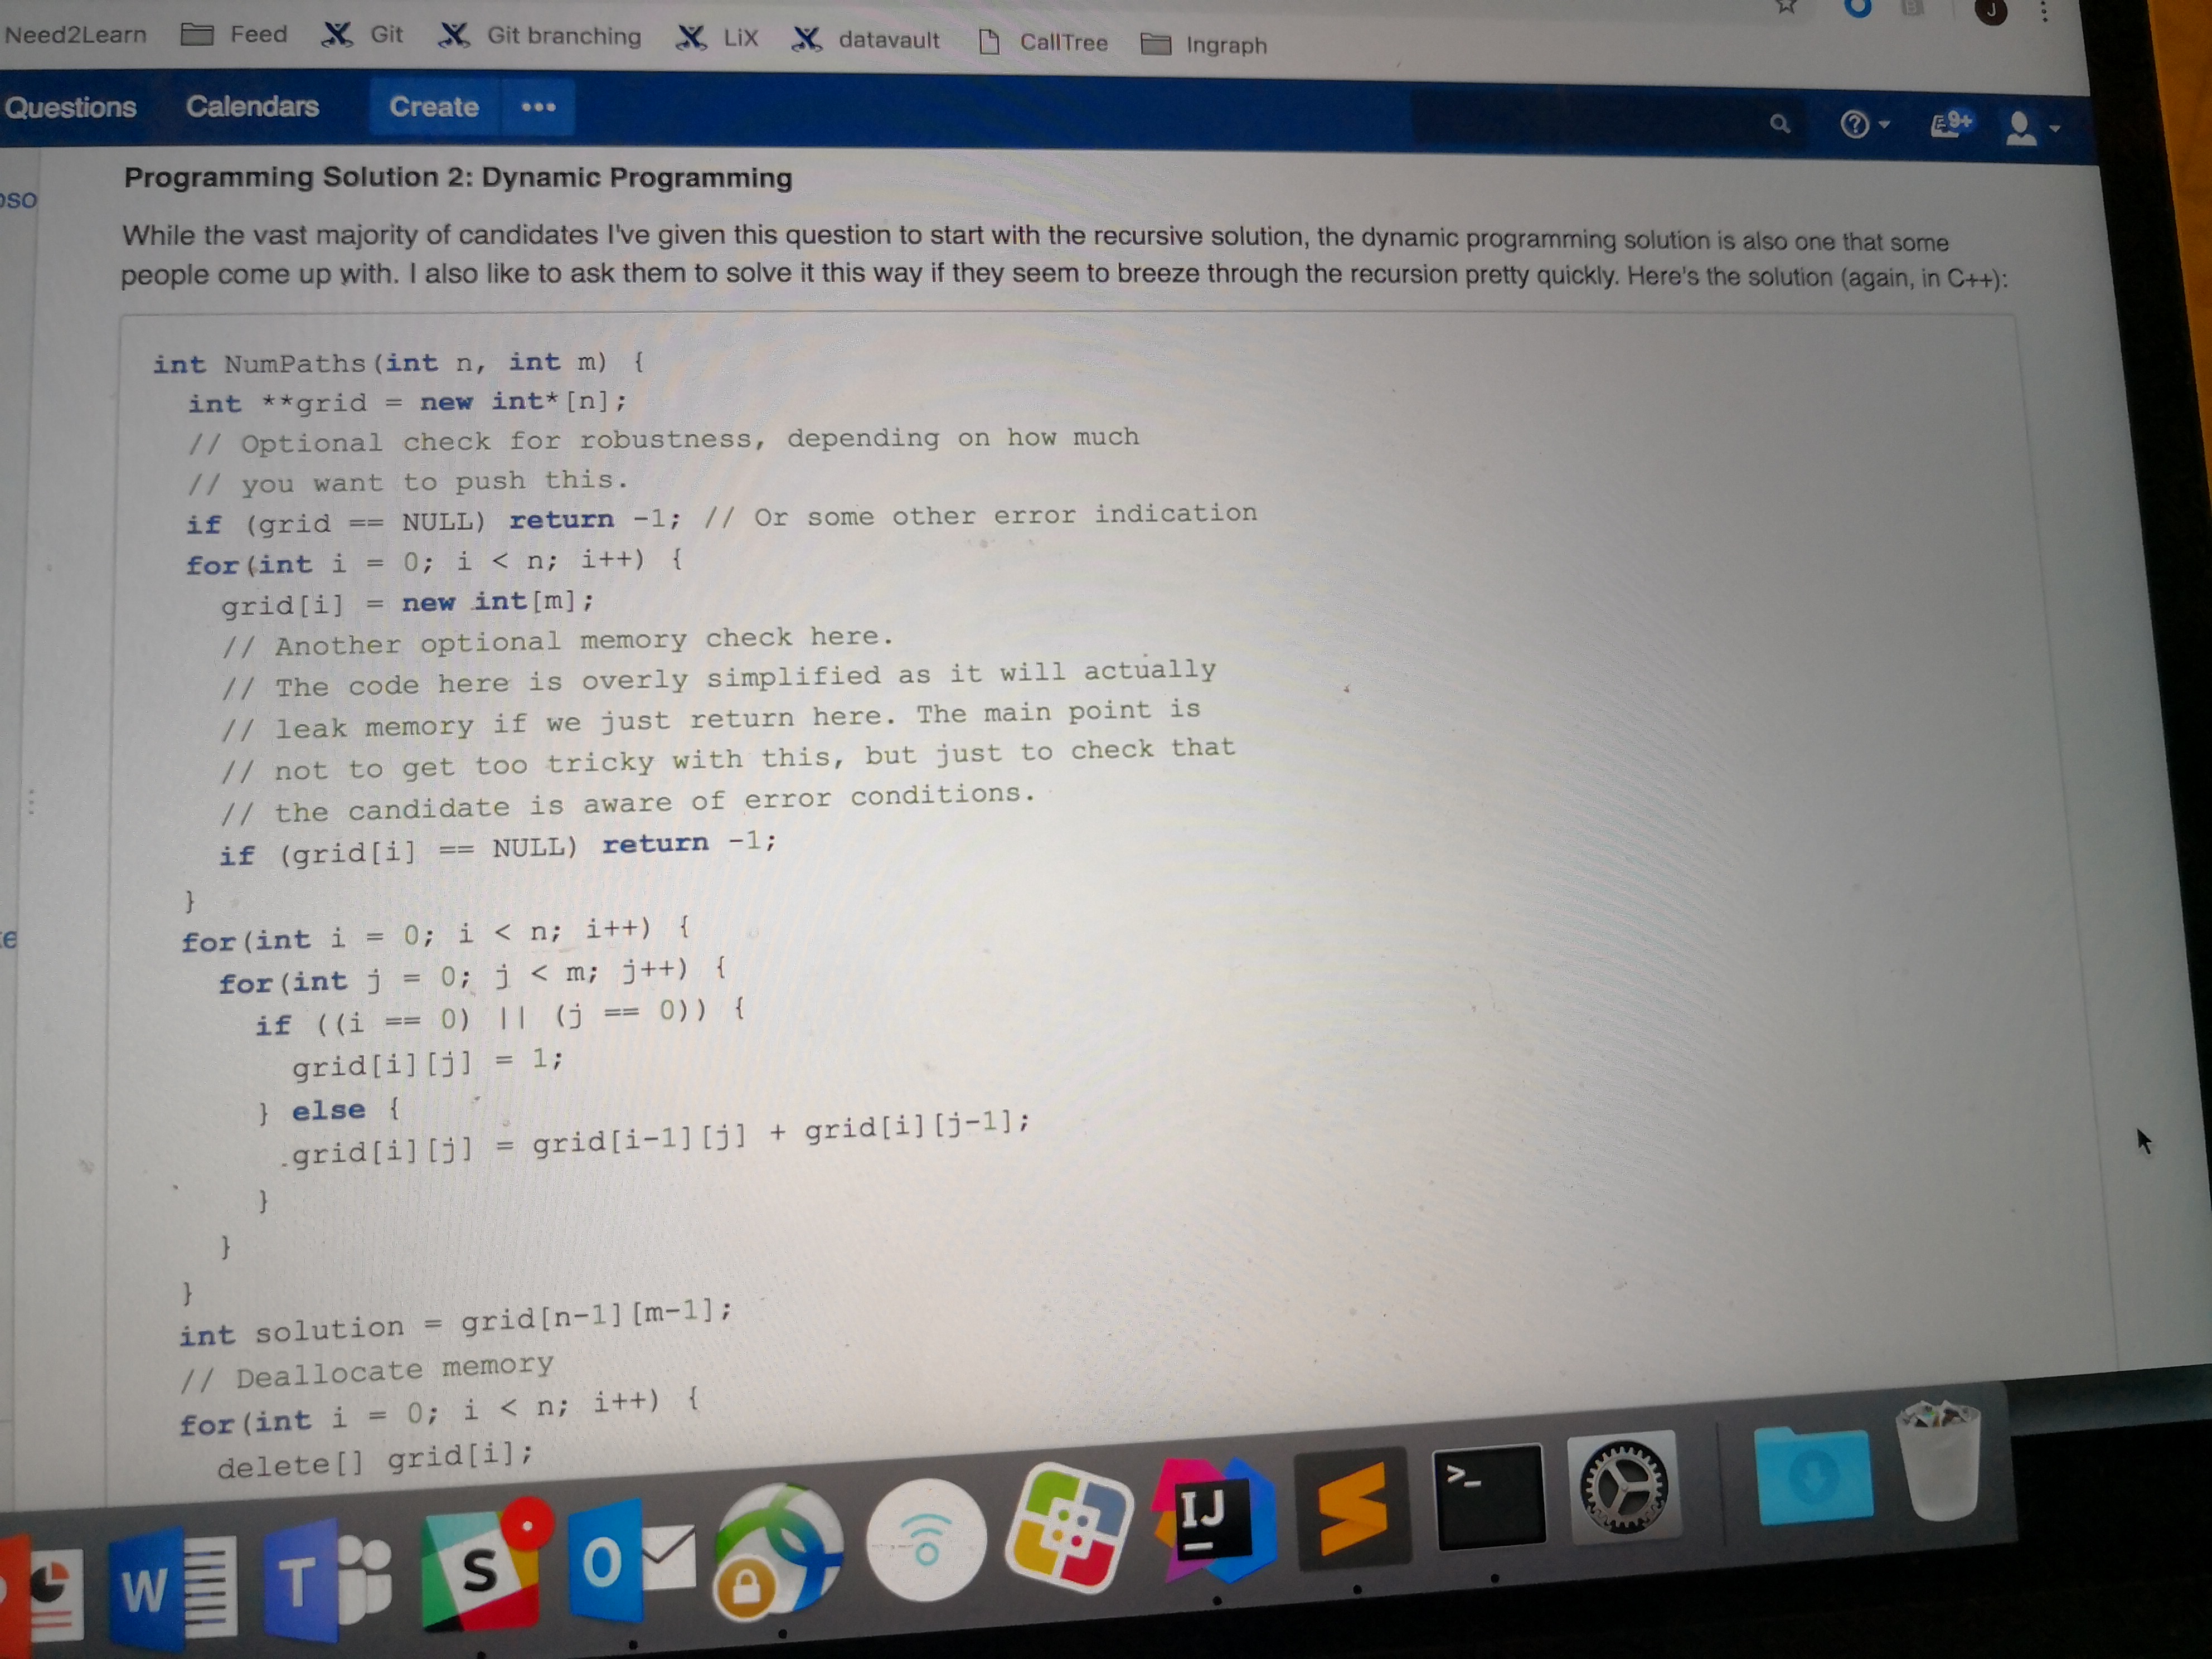 Need2Learn Feed Git Git branching LiX datavault CallTree Ingraph
J
Questions Calendars Create ••• 9+
Programming Solution 2: Dynamic Programming
While the vast majority of candidates I've given this question to start with the recursive solution, the dynamic programming solution is also one that some
people come up with. I also like to ask them to solve it this way if they seem to breeze through the recursion pretty quickly. Here's the solution (again, in C++):
int NumPaths(int n, int m) {
int **grid = new int*[n];
// Optional check for robustness, depending on how much
// you want to push this.
if (grid == NULL) return -1; // Or some other error indication
for(int i = 0; i < n; i++) {
grid[i] = new int[m];
// Another optional memory check here.
// The code here is overly simplified as it will actually
// leak memory if we just return here. The main point is
// not to get too tricky with this, but just to check that
// the candidate is aware of error conditions.
if (grid[i] == NULL) return -1;
}
for(int i = 0; i < n; i++) {
for(int j = 0; j < m; j++) {
if ((i == 0) || (j == 0)) {
grid[i][j] = 1;
} else {
grid[i][j] = grid[i-1][j] + grid[i][j-1];
}
}
}
int solution = grid[n-1][m-1];
// Deallocate memory
for(int i = 0; i < n; i++) {
delete[] grid[i];
W T S O IJ >_